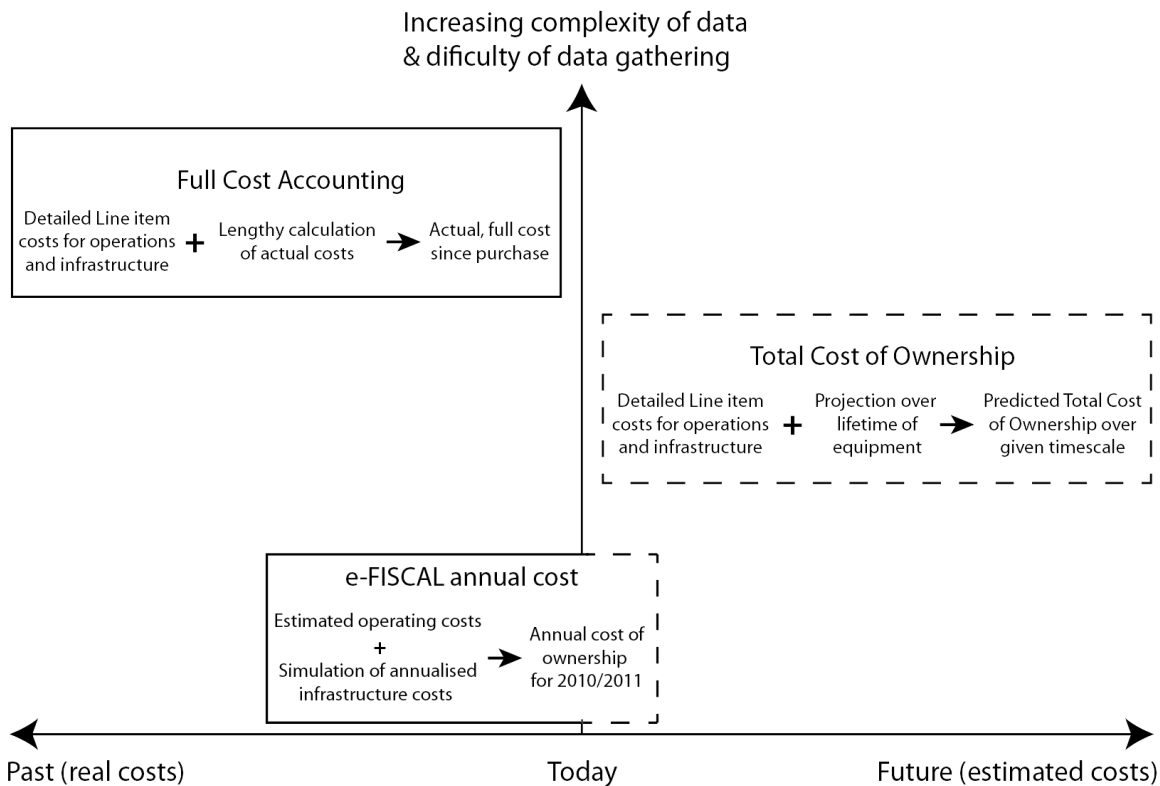 Increasing complexity of data
& dificulty of data gathering
Full Cost Accounting
Detailed Line item
costs for operations
and infrastructure
+
Lengthy calculation
of actual costs
Actual, full cost
since purchase
Total Cost of Ownership
Detailed Line item
costs for operations
and infrastructure
+
Projection over
lifetime of
equipment
Predicted Total Cost
of Ownership over
given timescale
e-FISCAL annual cost
Estimated operating costs
+
Simulation of annualised
infrastructure costs
Annual cost of
ownership
for 2010/2011
Past (real costs)
Today
Future (estimated costs)